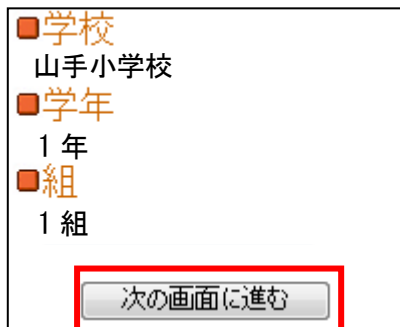 ■学校
山手小学校
■学年
1年
■組
1組
次の画面に進む